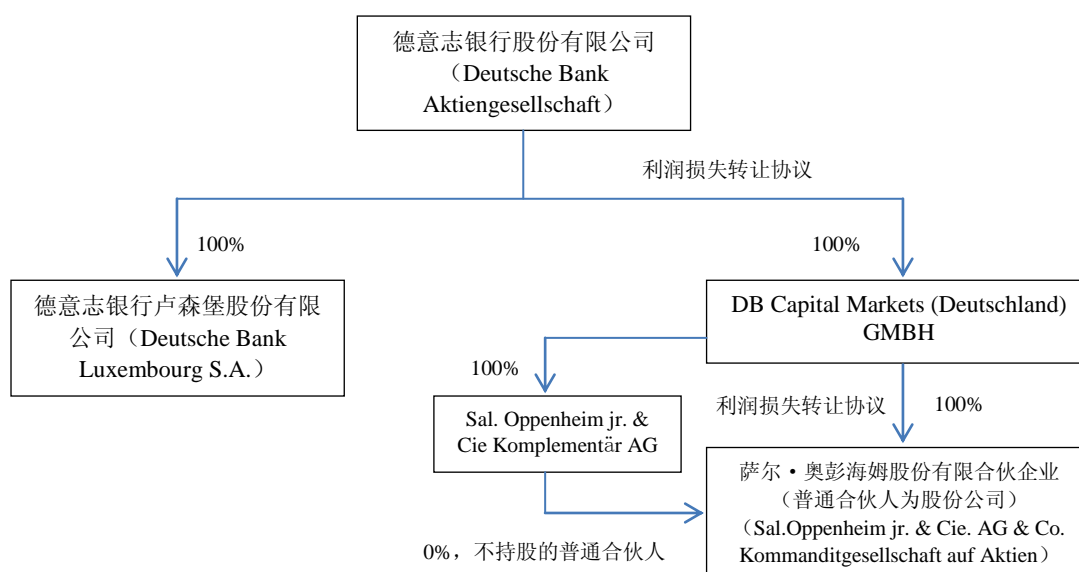 德意志银行股份有限公司
（Deutsche Bank
Aktiengesellschaft）
利润损失转让协议
100%
100%
德意志银行卢森堡股份有限
公司（Deutsche Bank
Luxembourg S.A.）
DB Capital Markets (Deutschland)
GMBH
100%
利润损失转让协议
100%
Sal. Oppenheim jr. &
Cie Komplementär AG
萨尔·奥彭海姆股份有限合伙企业
（普通合伙人为股份公司）
（Sal.Oppenheim jr. & Cie. AG & Co.
Kommanditgesellschaft auf Aktien）
0%，不持股的普通合伙人